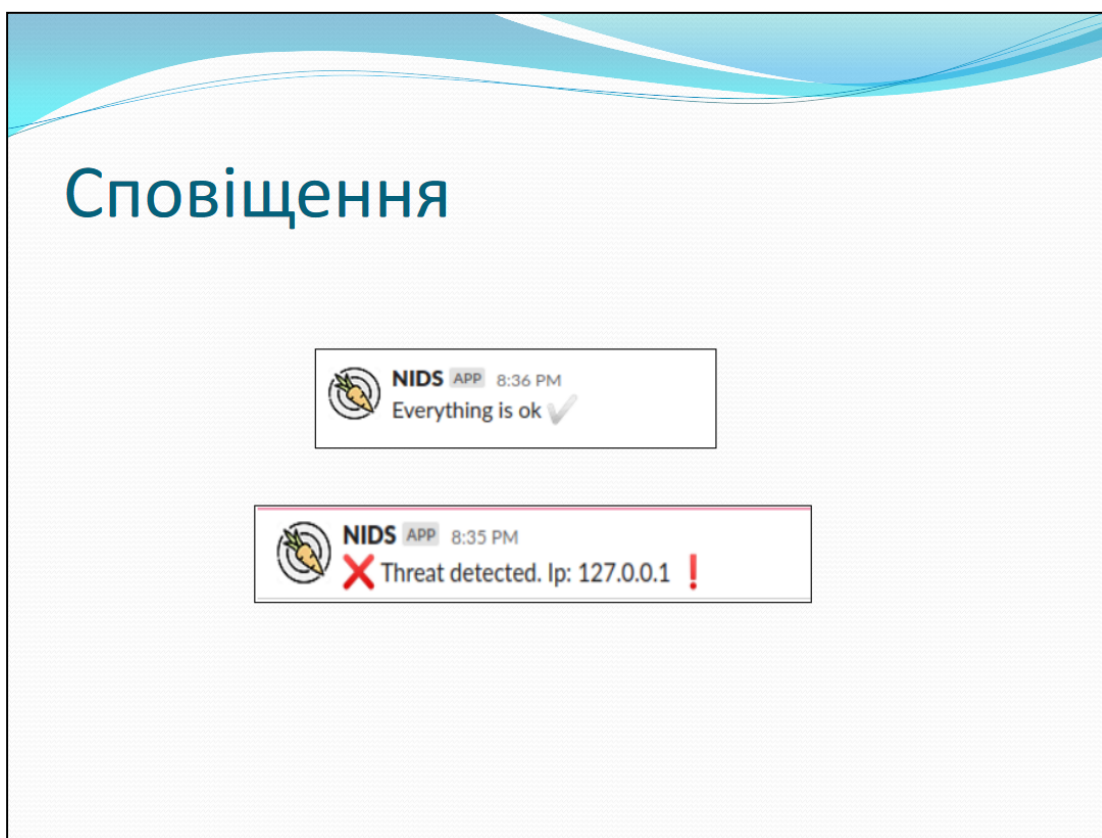 Сповіщення
NIDS APP 8:36 PM
Everything is ok ✔
NIDS APP 8:35 PM
❌ Threat detected. Ip: 127.0.0.1 ❗